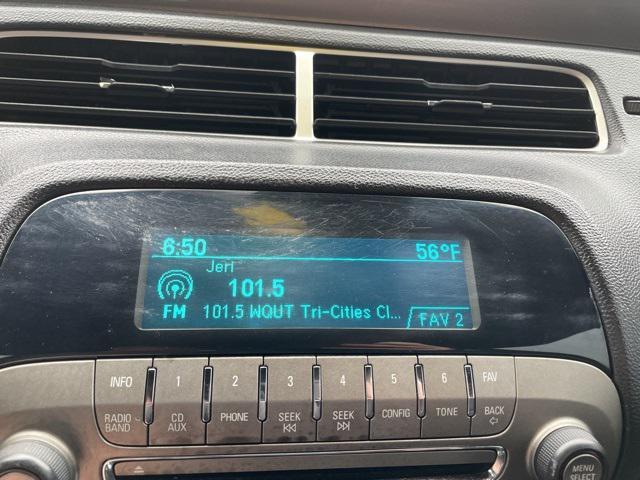 6:50 56°F
Jeri
101.5
FM 101.5 WQUT Tri-Cities Cl... FAV 2
INFO 1 2 3 4 5 6 FAV
RADIO BAND CD AUX PHONE SEEK SEEK CONFIG TONE BACK
MENU
SELECT